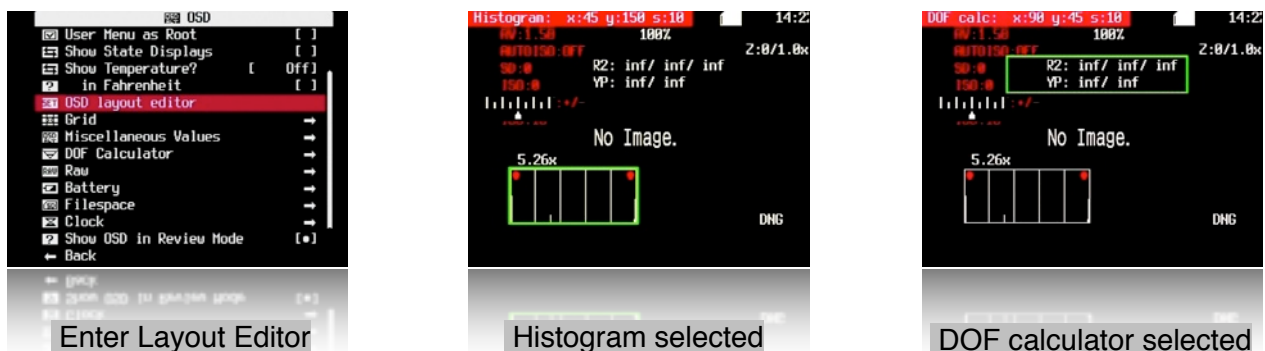 OSD
User Menu as Root [ ]
Show State Displays [ ]
Show Temperature? [ Off]
in Fahrenheit [ ]
OSD layout editor
Grid →
Miscellaneous Values →
DOF Calculator →
Raw →
Battery →
Filespace →
Clock →
Show OSD in Review Mode [•]
← Back
Enter Layout Editor
Histogram: x:45 y:150 s:10 14:2
AV:1.50 100%
AUTOISO:OFF Z:0/1.0x
SD:0 R2: inf/ inf/ inf
ISO:0 YP: inf/ inf
:+/-
No Image.
5.26x
DNG
Histogram selected
DOF calc: x:90 y:45 s:10 14:2
AV:1.50 100%
AUTOISO:OFF Z:0/1.0x
SD:0 R2: inf/ inf/ inf
ISO:0 YP: inf/ inf
:+/-
No Image.
5.26x
DNG
DOF calculator selected